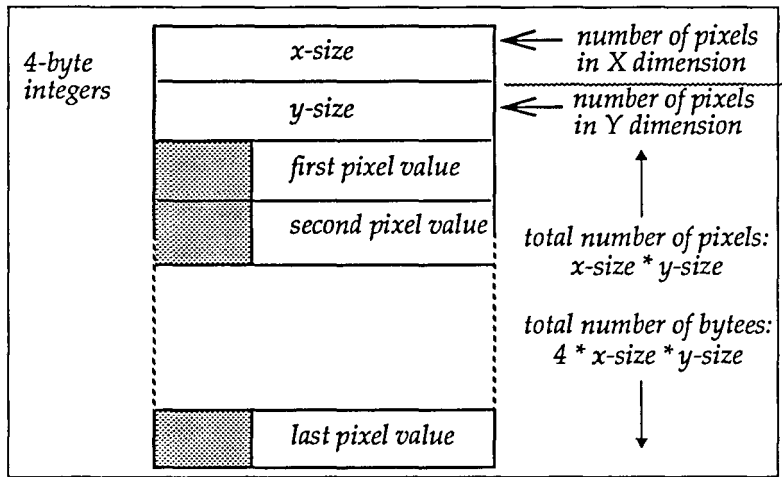 4-byte
integers
x-size
number of pixels
in X dimension
y-size
number of pixels
in Y dimension
first pixel value
second pixel value
total number of pixels:
x-size * y-size
total number of bytees:
4 * x-size * y-size
last pixel value